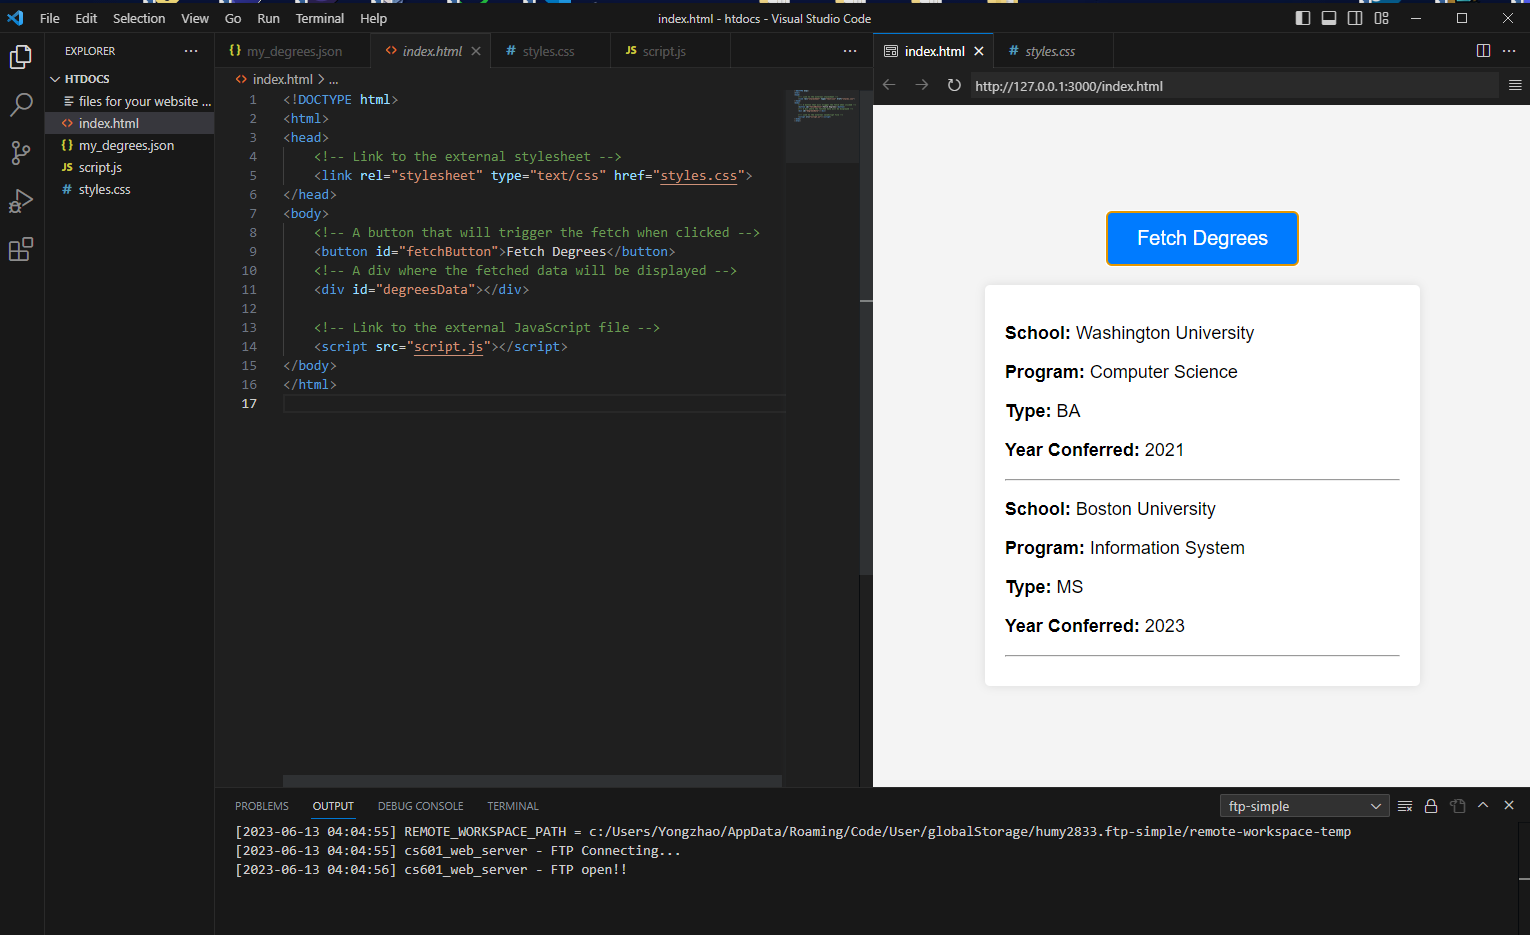 File Edit Selection View Go Run Terminal Help
index.html - htdocs - Visual Studio Code
EXPLORER
HTDOCS
files for your website ...
index.html
my_degrees.json
script.js
styles.css
my_degrees.json index.html styles.css script.js
index.html > ...
1 <!DOCTYPE html>
2 <html>
3 <head>
4 <!-- Link to the external stylesheet -->
5 <link rel="stylesheet" type="text/css" href="styles.css">
6 </head>
7 <body>
8 <!-- A button that will trigger the fetch when clicked -->
9 <button id="fetchButton">Fetch Degrees</button>
10 <!-- A div where the fetched data will be displayed -->
11 <div id="degreesData"></div>
12
13 <!-- Link to the external JavaScript file -->
14 <script src="script.js"></script>
15 </body>
16 </html>
17
index.html styles.css
http://127.0.0.1:3000/index.html
Fetch Degrees
School: Washington University
Program: Computer Science
Type: BA
Year Conferred: 2021
School: Boston University
Program: Information System
Type: MS
Year Conferred: 2023
PROBLEMS OUTPUT DEBUG CONSOLE TERMINAL
ftp-simple
[2023-06-13 04:04:55] REMOTE_WORKSPACE_PATH = c:/Users/Yongzhao/AppData/Roaming/Code/User/globalStorage/humy2833.ftp-simple/remote-workspace-temp
[2023-06-13 04:04:55] cs601_web_server - FTP Connecting...
[2023-06-13 04:04:56] cs601_web_server - FTP open!!